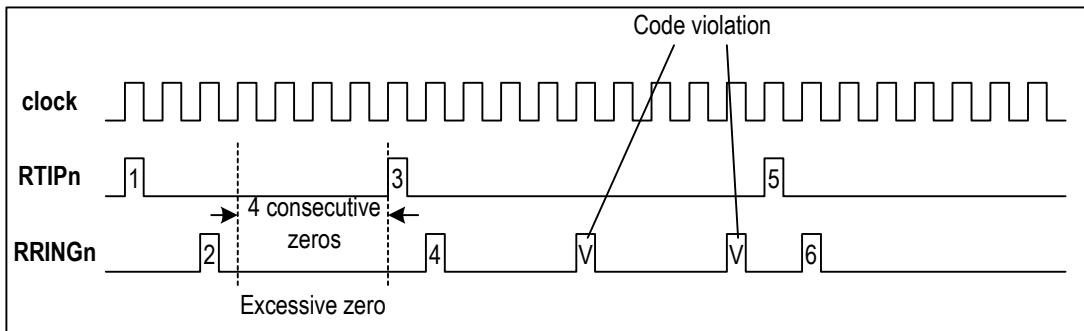 Code violation
clock
RTIPn
1
3
5
4 consecutive
zeros
RRINGn
2
4
V
V
6
Excessive zero